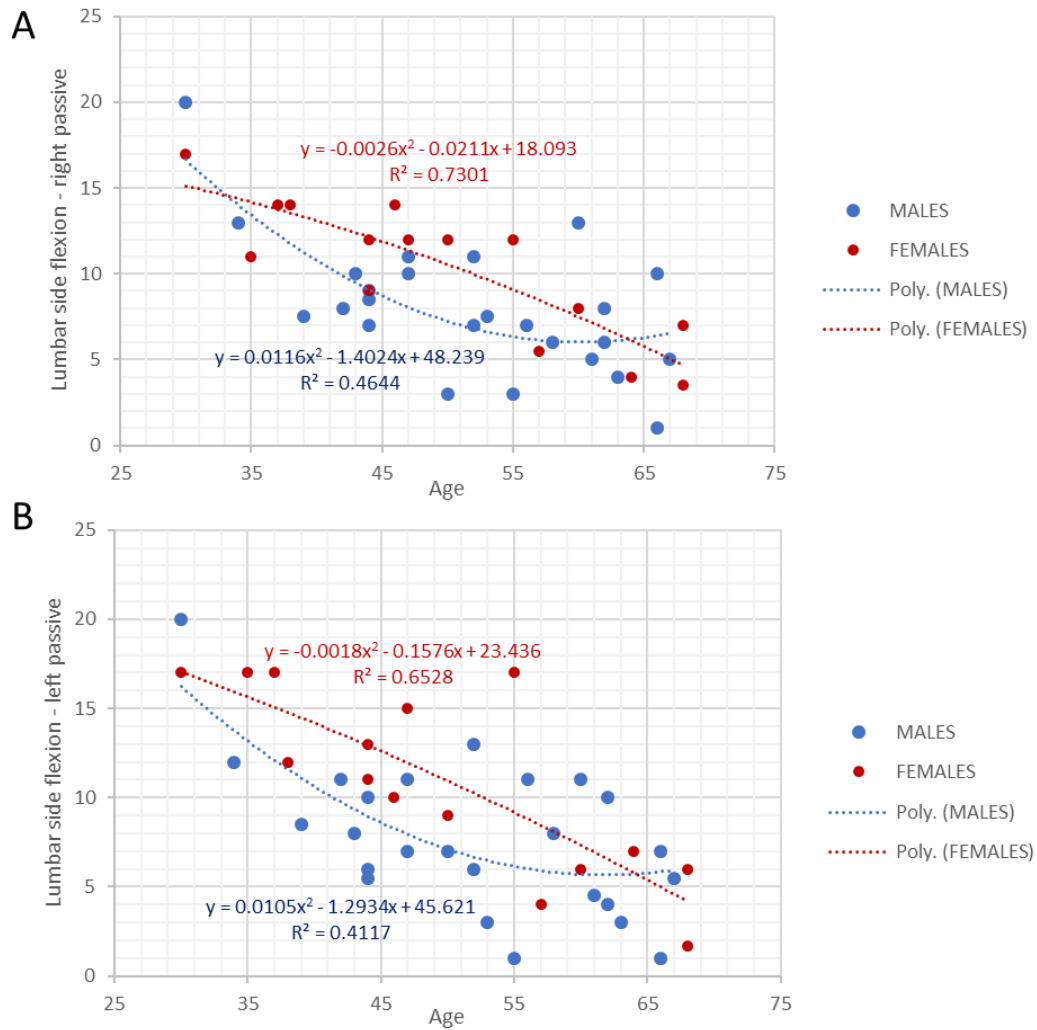 A
Lumbar side flexion - right passive
25
20
15
10
5
0
y = -0.0026x² - 0.0211x + 18.093
R² = 0.7301
y = 0.0116x² - 1.4024x + 48.239
R² = 0.4644
25 35 45 55 65 75
Age
MALES
FEMALES
Poly. (MALES)
Poly. (FEMALES)
B
Lumbar side flexion - left passive
25
20
15
10
5
0
y = -0.0018x² - 0.1576x + 23.436
R² = 0.6528
y = 0.0105x² - 1.2934x + 45.621
R² = 0.4117
25 35 45 55 65 75
Age
MALES
FEMALES
Poly. (MALES)
Poly. (FEMALES)